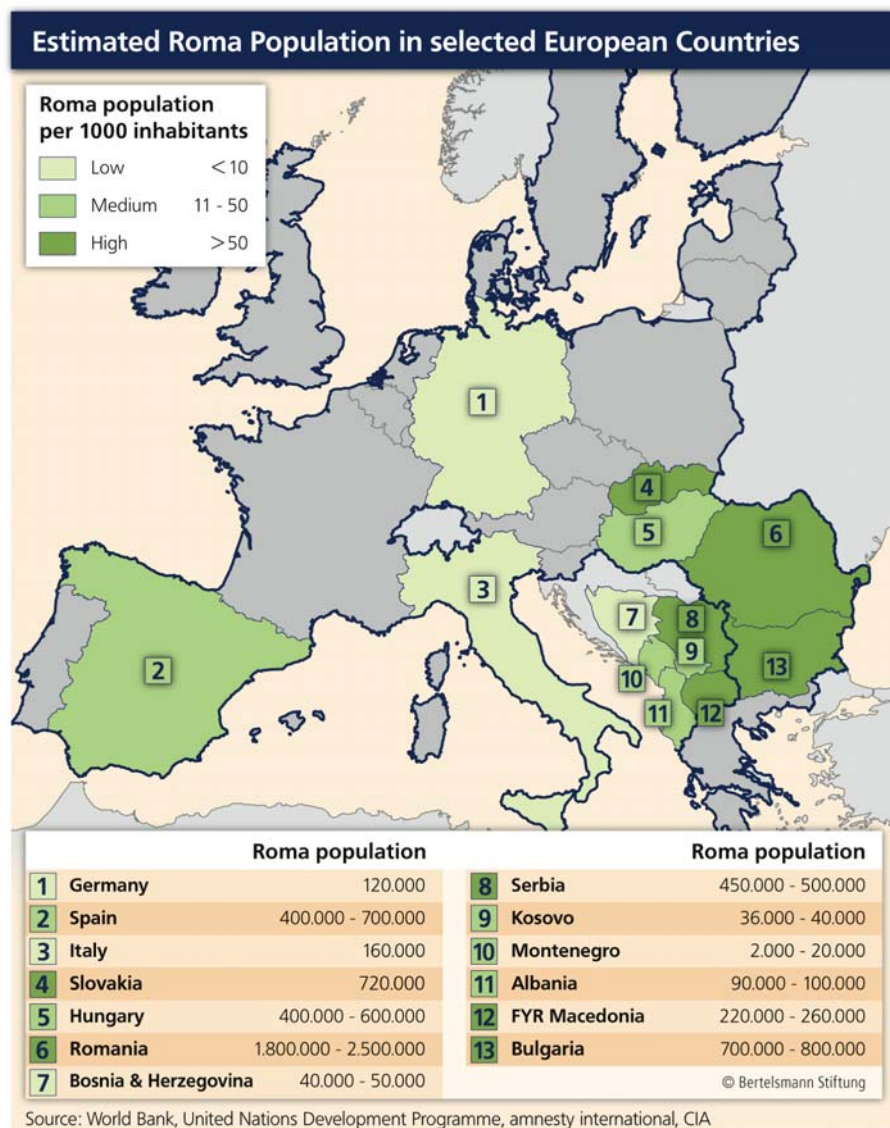 Estimated Roma Population in selected European Countries
Roma population
per 1000 inhabitants
Low <10
Medium 11 - 50
High >50
1
4
5
6
3
7
8
9
2
10
13
11
12
Roma population
1 Germany 120.000
2 Spain 400.000 - 700.000
3 Italy 160.000
4 Slovakia 720.000
5 Hungary 400.000 - 600.000
6 Romania 1.800.000 - 2.500.000
7 Bosnia & Herzegovina 40.000 - 50.000
Roma population
8 Serbia 450.000 - 500.000
9 Kosovo 36.000 - 40.000
10 Montenegro 2.000 - 20.000
11 Albania 90.000 - 100.000
12 FYR Macedonia 220.000 - 260.000
13 Bulgaria 700.000 - 800.000
© Bertelsmann Stiftung
Source: World Bank, United Nations Development Programme, amnesty international, CIA